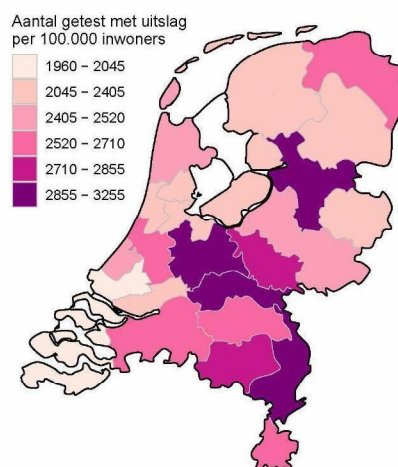 Aantal getest met uitslag
per 100.000 inwoners
1960 – 2045
2045 – 2405
2405 – 2520
2520 – 2710
2710 – 2855
2855 – 3255